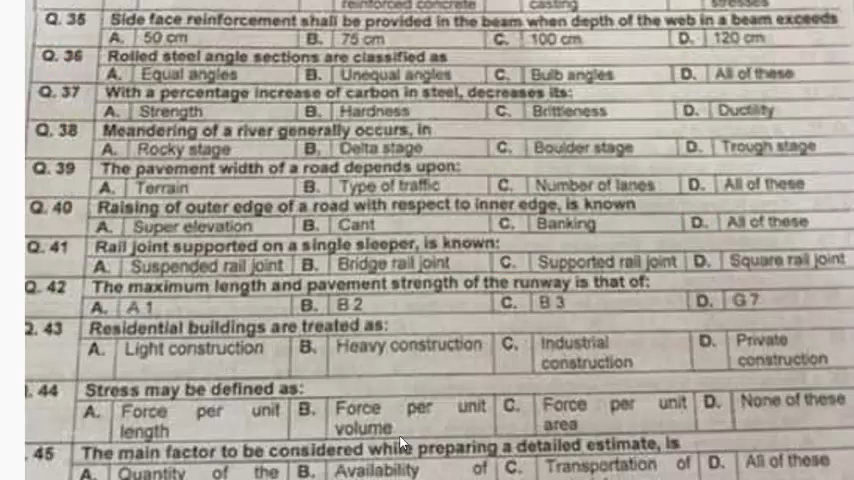 reinforced concrete casting stresses
Q. 35 Side face reinforcement shall be provided in the beam when depth of the web in a beam exceeds
A. 50 cm B. 75 cm C. 100 cm D. 120 cm
Q. 36 Rolled steel angle sections are classified as
A. Equal angles B. Unequal angles C. Bulb angles D. All of these
Q. 37 With a percentage increase of carbon in steel, decreases its:
A. Strength B. Hardness C. Brittleness D. Ductility
Q. 38 Meandering of a river generally occurs, in
A. Rocky stage B. Delta stage C. Boulder stage D. Trough stage
Q. 39 The pavement width of a road depends upon:
A. Terrain B. Type of traffic C. Number of lanes D. All of these
Q. 40 Raising of outer edge of a road with respect to inner edge, is known
A. Super elevation B. Cant C. Banking D. All of these
Q. 41 Rail joint supported on a single sleeper, is known:
A. Suspended rail joint B. Bridge rail joint C. Supported rail joint D. Square rail joint
Q. 42 The maximum length and pavement strength of the runway is that of:
A. A 1 B. B 2 C. B 3 D. G 7
Q. 43 Residential buildings are treated as:
A. Light construction B. Heavy construction C. Industrial D. Private
construction construction
. 44 Stress may be defined as:
A. Force per unit B. Force per unit C. Force per unit D. None of these
length volume area
. 45 The main factor to be considered while preparing a detailed estimate, is
A. Quantity of the B. Availability of C. Transportation of D. All of these